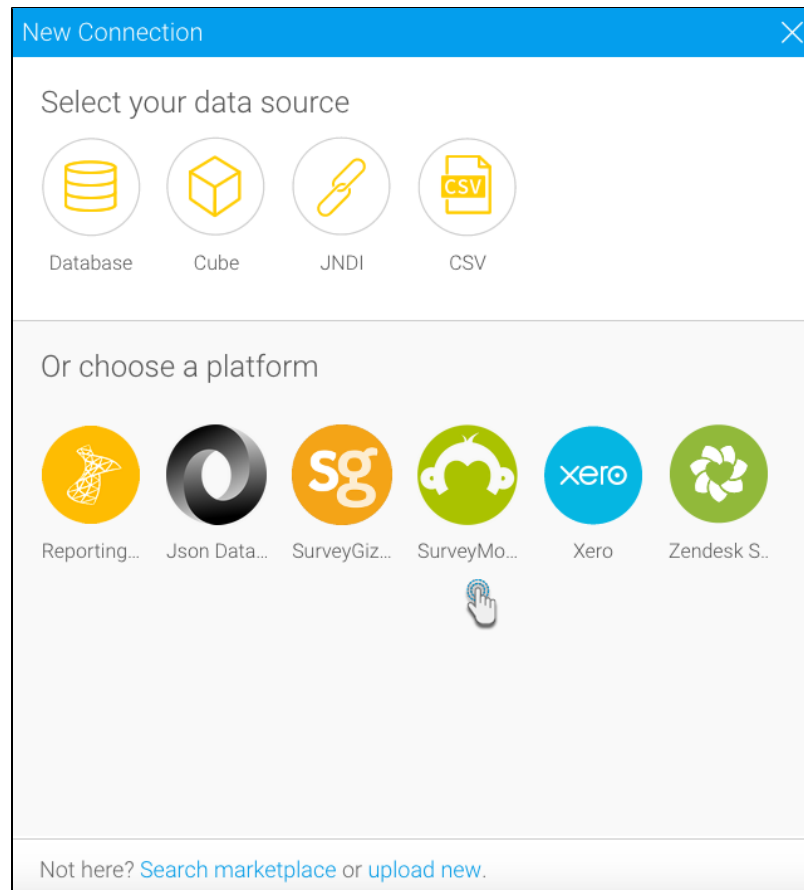 New Connection
Select your data source
CSV
Database Cube JNDI CSV
Or choose a platform
sg xero
Reporting... Json Data... SurveyGiz... SurveyMo... Xero Zendesk S..
Not here? Search marketplace or upload new.